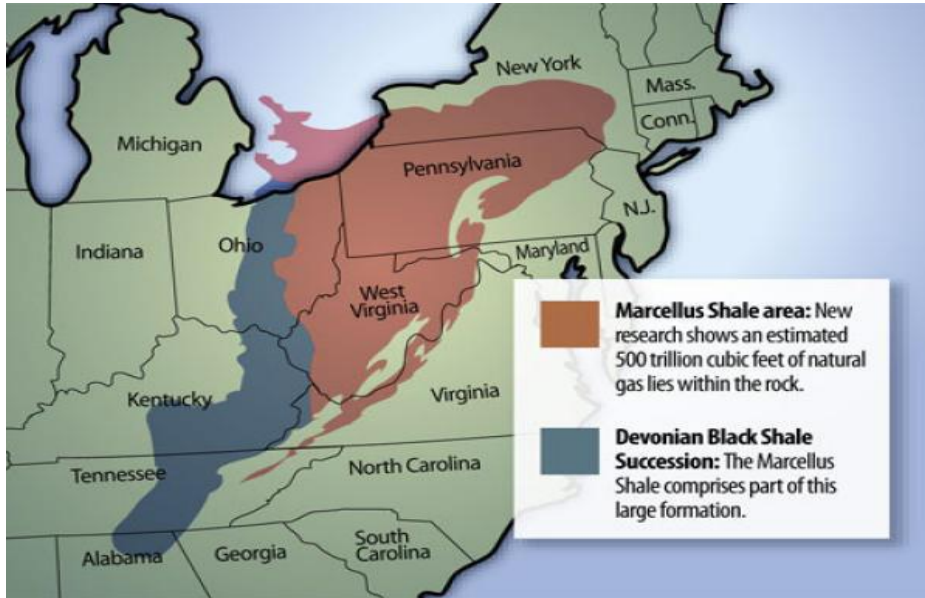 New York
Mass.
Michigan
Conn.
Pennsylvania
N.J.
Indiana
Ohio
Maryland
West
Virginia
Kentucky
Virginia
Tennessee
North Carolina
Alabama
Georgia
South
Carolina
Marcellus Shale area: New
research shows an estimated
500 trillion cubic feet of natural
gas lies within the rock.
Devonian Black Shale
Succession: The Marcellus
Shale comprises part of this
large formation.